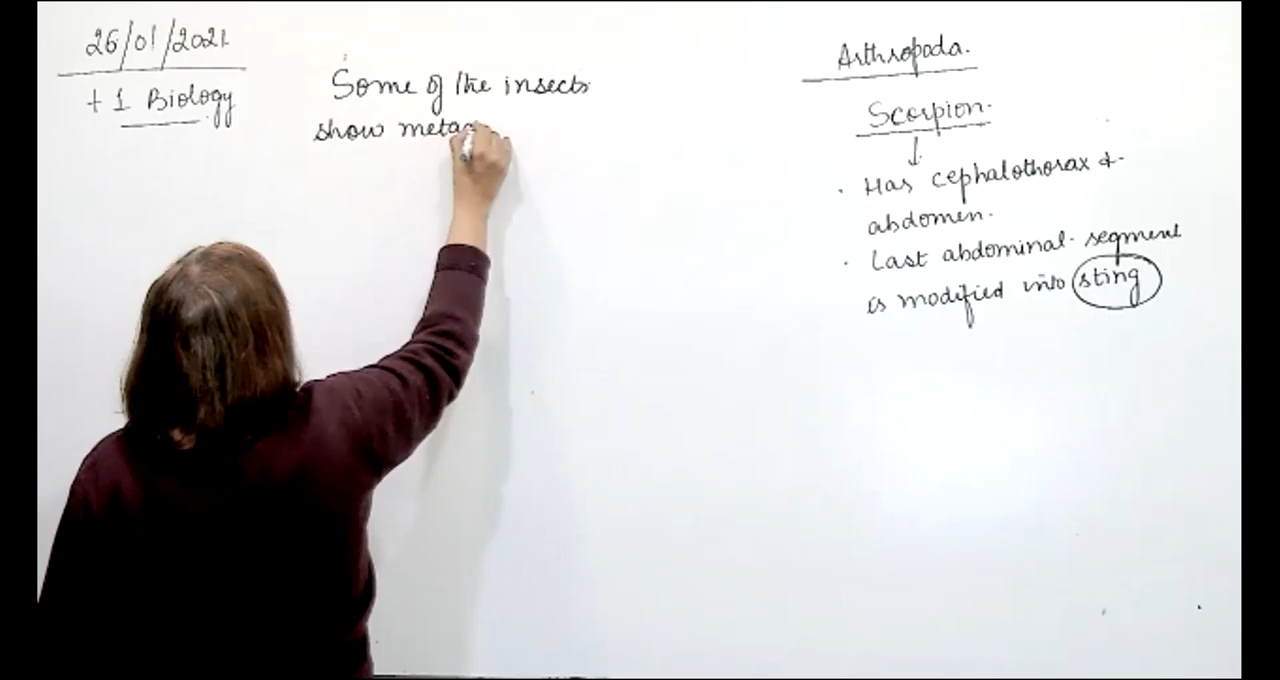 26/01/2021
+1 Biology
Some of the insects
show meta
Arthropoda.
Scorpion.
Has cephalothorax &
abdomen.
Last abdominal segment
is modified into sting